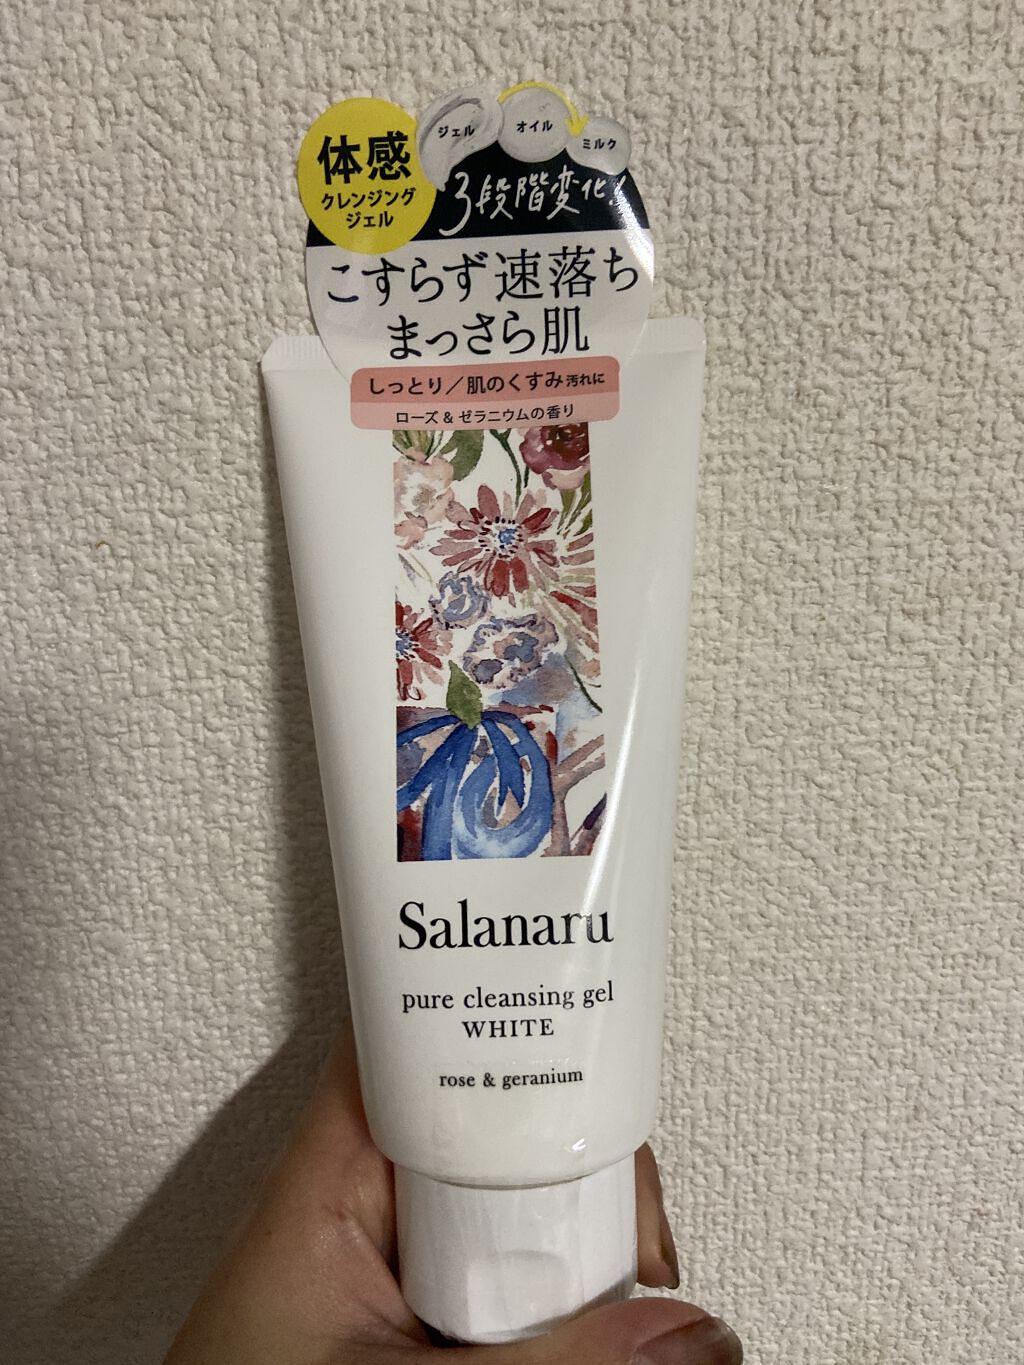 体感
クレンジング
ジェル
ジェル
オイル
ミルク
3段階変化!
こすらず速落ち
まっさら肌
しっとり/肌のくすみ汚れに
ローズ&ゼラニウムの香り
Salanaru
pure cleansing gel
WHITE
rose & geranium